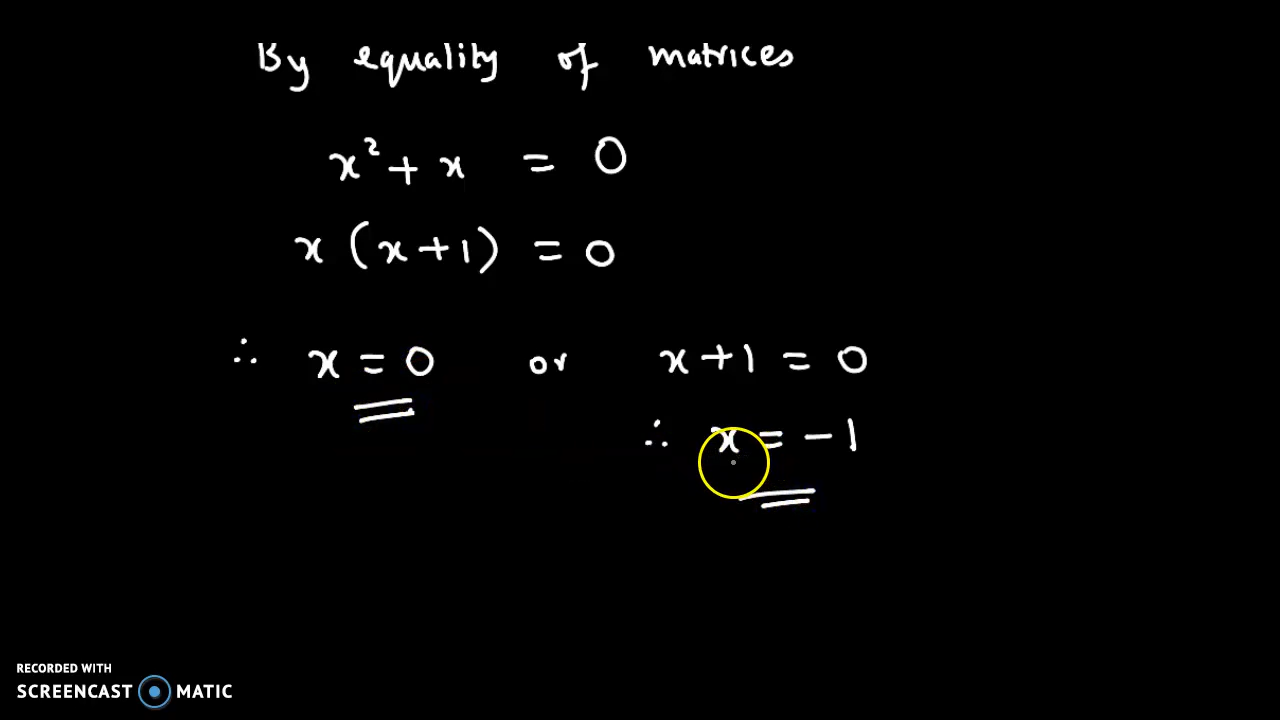 By equality of matrices
x² + x = 0
x (x + 1) = 0
∴ x = 0 or x + 1 = 0
∴ x = - 1
RECORDED WITH
SCREENCAST MATIC